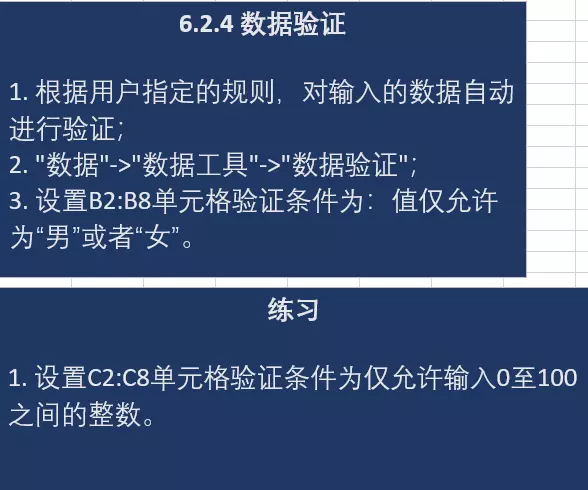 6.2.4 数据验证
1. 根据用户指定的规则，对输入的数据自动
进行验证；
2. "数据"->"数据工具"->"数据验证"；
3. 设置B2:B8单元格验证条件为：值仅允许
为“男”或者“女”。
练习
1. 设置C2:C8单元格验证条件为仅允许输入0至100
之间的整数。